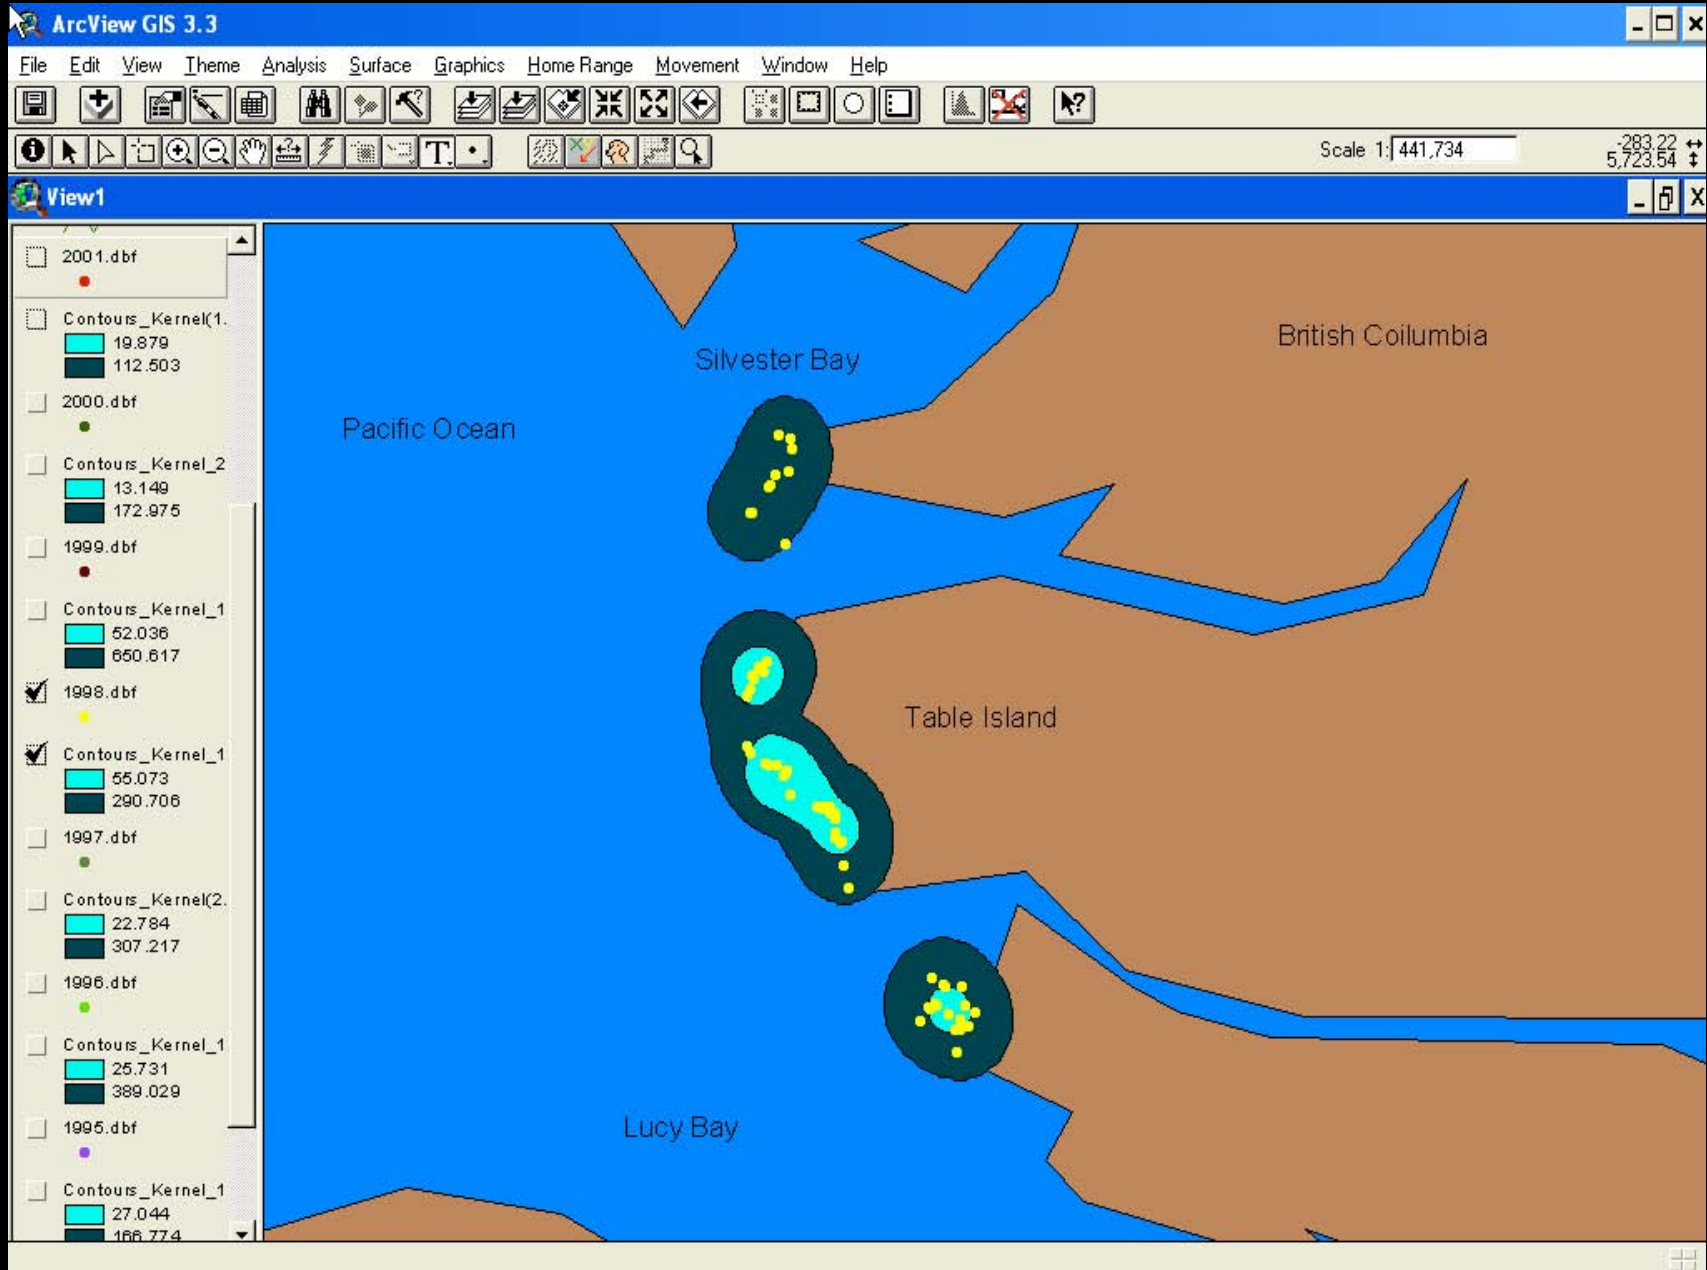 ArcView GIS 3.3
File Edit View Theme Analysis Surface Graphics Home Range Movement Window Help
Scale 1: 441,734
-283.22
5,723.54
View1
2001.dbf
Contours_Kernel(1.
19.879
112.503
2000.dbf
Contours_Kernel_2
13.149
172.975
1999.dbf
Contours_Kernel_1
52.036
650.617
1998.dbf
Contours_Kernel_1
55.073
290.706
1997.dbf
Contours_Kernel(2.
22.784
307.217
1996.dbf
Contours_Kernel_1
25.731
389.029
1995.dbf
Contours_Kernel_1
27.044
166.774
British Coilumbia
Silvester Bay
Pacific Ocean
Table Island
Lucy Bay